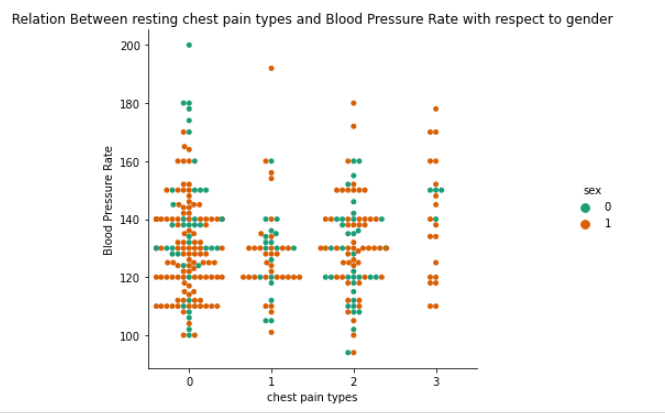 Relation Between resting chest pain types and Blood Pressure Rate with respect to gender
200
180
160
140
120
100
Blood Pressure Rate
0 1 2 3
chest pain types
sex
0
1